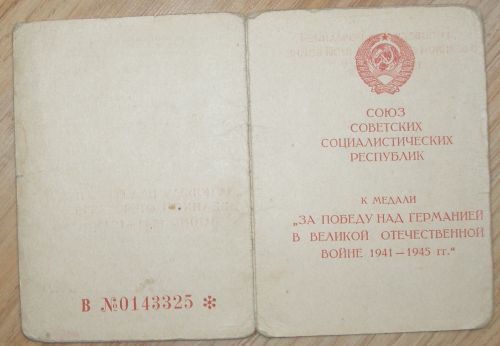 В №0143325 *
СОЮЗ
СОВЕТСКИХ
СОЦИАЛИСТИЧЕСКИХ
РЕСПУБЛИК
К МЕДАЛИ
„ЗА ПОБЕДУ НАД ГЕРМАНИЕЙ
В ВЕЛИКОЙ ОТЕЧЕСТВЕННОЙ
ВОЙНЕ 1941—1945 гг.“